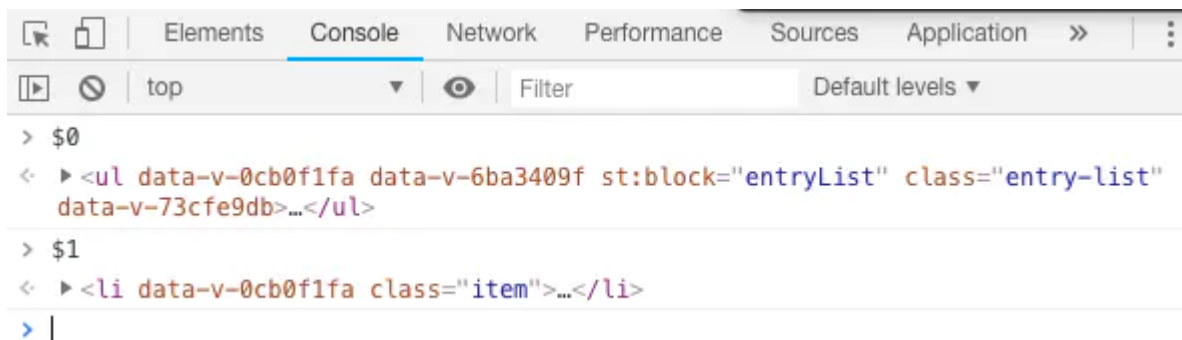 Elements Console Network Performance Sources Application »
top ▼ Filter Default levels ▼
> $0
<ul data-v-0cb0f1fa data-v-6ba3409f st:block="entryList" class="entry-list"
data-v-73cfe9db>…</ul>
> $1
<li data-v-0cb0f1fa class="item">…</li>
>